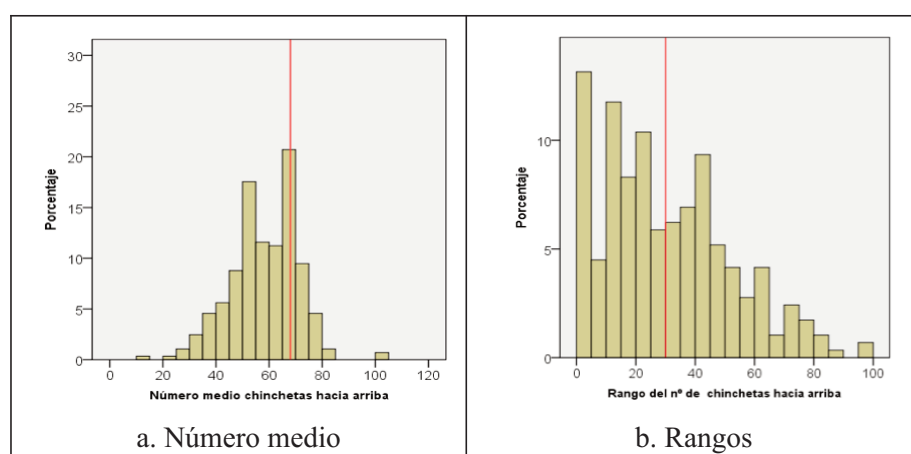 30
25
20
15
10
5
0
Porcentaje
0 20 40 60 80 100 120
Número medio chinchetas hacia arriba
a. Número medio
10
5
0
Porcentaje
0 20 40 60 80 100
Rango del nº de chinchetas hacia arriba
b. Rangos